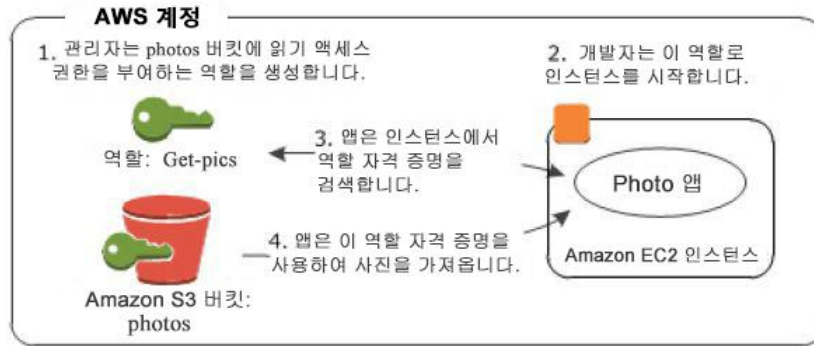 AWS 계정
1. 관리자는 photos 버킷에 읽기 액세스
권한을 부여하는 역할을 생성합니다.
2. 개발자는 이 역할로
인스턴스를 시작합니다.
역할: Get-pics
3. 앱은 인스턴스에서
역할 자격 증명을
검색합니다.
Photo 앱
Amazon EC2 인스턴스
4. 앱은 이 역할 자격 증명을
사용하여 사진을 가져옵니다.
Amazon S3 버킷:
photos